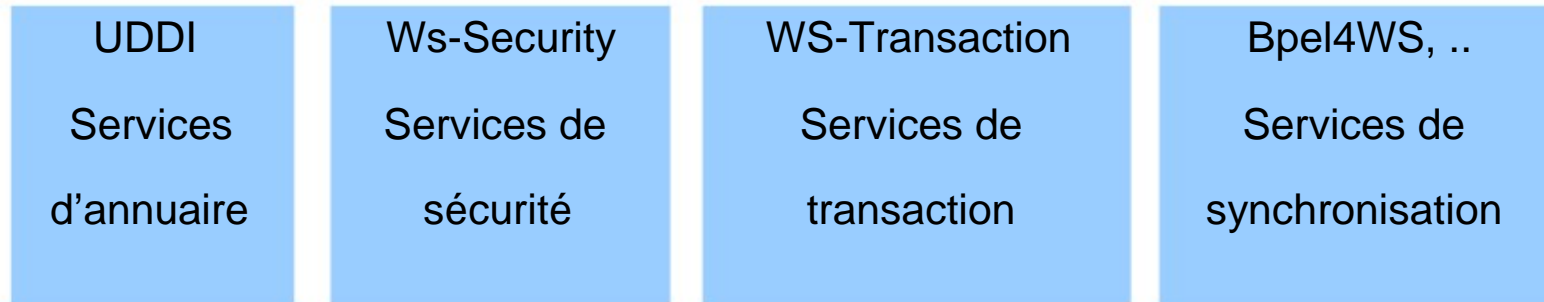 UDDI
Services
d’annuaire
Ws-Security
Services de
sécurité
WS-Transaction
Services de
transaction
Bpel4WS, ..
Services de
synchronisation